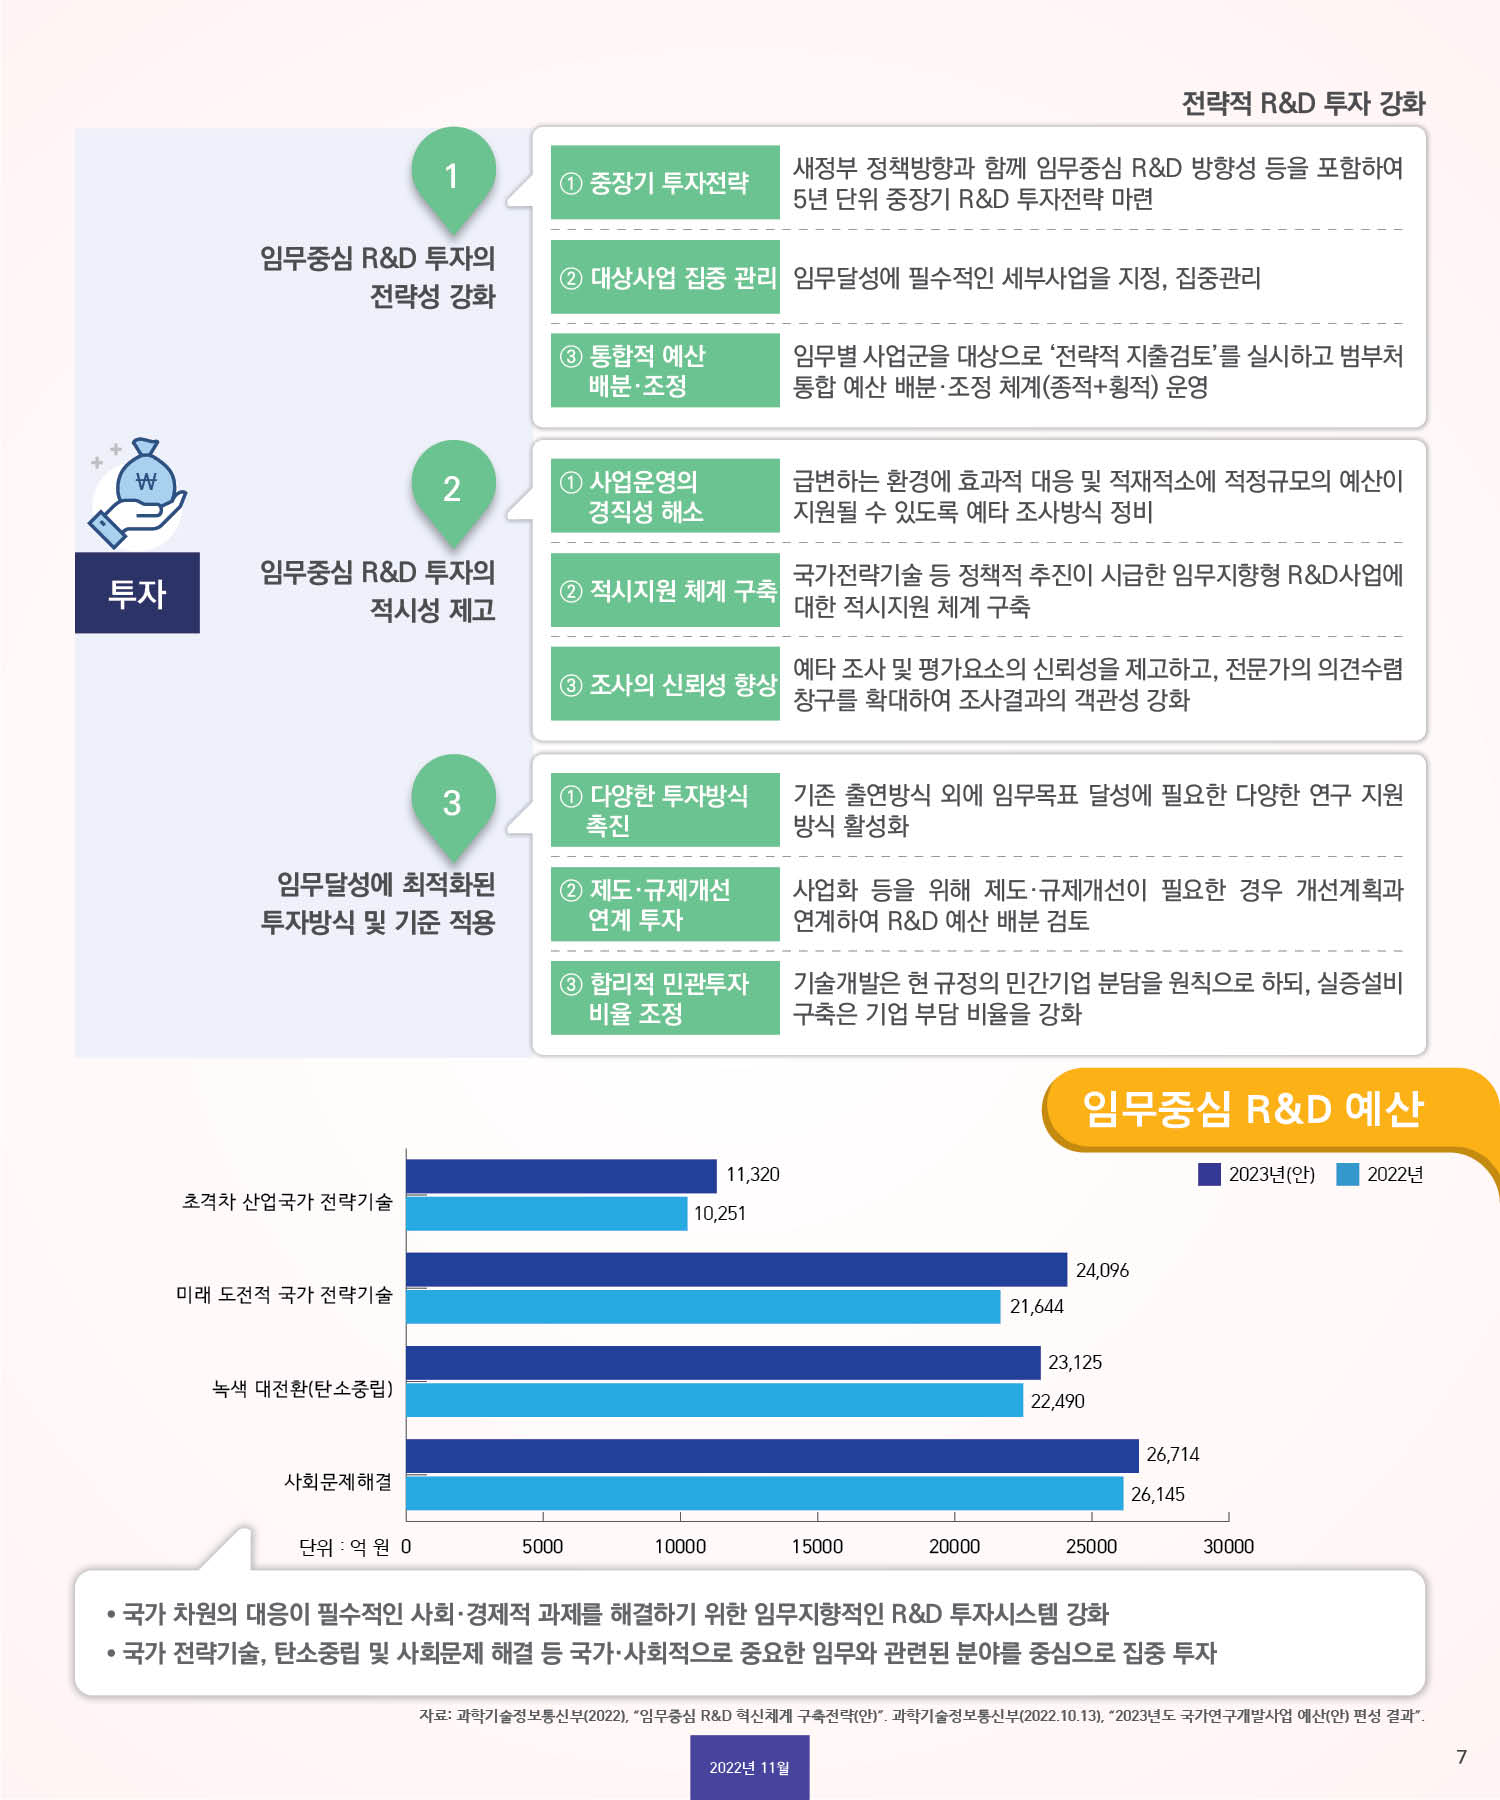 전략적 R&D 투자 강화
1
임무중심 R&D 투자의
전략성 강화
① 중장기 투자전략
새정부 정책방향과 함께 임무중심 R&D 방향성 등을 포함하여
5년 단위 중장기 R&D 투자전략 마련
② 대상사업 집중 관리
임무달성에 필수적인 세부사업을 지정, 집중관리
③ 통합적 예산
배분·조정
임무별 사업군을 대상으로 ‘전략적 지출검토’를 실시하고 범부처
통합 예산 배분·조정 체계(종적+횡적) 운영
₩
투자
2
임무중심 R&D 투자의
적시성 제고
① 사업운영의
경직성 해소
급변하는 환경에 효과적 대응 및 적재적소에 적정규모의 예산이
지원될 수 있도록 예타 조사방식 정비
② 적시지원 체계 구축
국가전략기술 등 정책적 추진이 시급한 임무지향형 R&D사업에
대한 적시지원 체계 구축
③ 조사의 신뢰성 향상
예타 조사 및 평가요소의 신뢰성을 제고하고, 전문가의 의견수렴
창구를 확대하여 조사결과의 객관성 강화
3
임무달성에 최적화된
투자방식 및 기준 적용
① 다양한 투자방식
촉진
기존 출연방식 외에 임무목표 달성에 필요한 다양한 연구 지원
방식 활성화
② 제도·규제개선
연계 투자
사업화 등을 위해 제도·규제개선이 필요한 경우 개선계획과
연계하여 R&D 예산 배분 검토
③ 합리적 민관투자
비율 조정
기술개발은 현 규정의 민간기업 분담을 원칙으로 하되, 실증설비
구축은 기업 부담 비율을 강화
임무중심 R&D 예산
2023년(안) 2022년
초격차 산업국가 전략기술
11,320
10,251
미래 도전적 국가 전략기술
24,096
21,644
녹색 대전환(탄소중립)
23,125
22,490
사회문제해결
26,714
26,145
단위 : 억 원 0 5000 10000 15000 20000 25000 30000
• 국가 차원의 대응이 필수적인 사회·경제적 과제를 해결하기 위한 임무지향적인 R&D 투자시스템 강화
• 국가 전략기술, 탄소중립 및 사회문제 해결 등 국가·사회적으로 중요한 임무와 관련된 분야를 중심으로 집중 투자
자료: 과학기술정보통신부(2022), “임무중심 R&D 혁신체계 구축전략(안)”. 과학기술정보통신부(2022.10.13), “2023년도 국가연구개발사업 예산(안) 편성 결과”.
2022년 11월
7